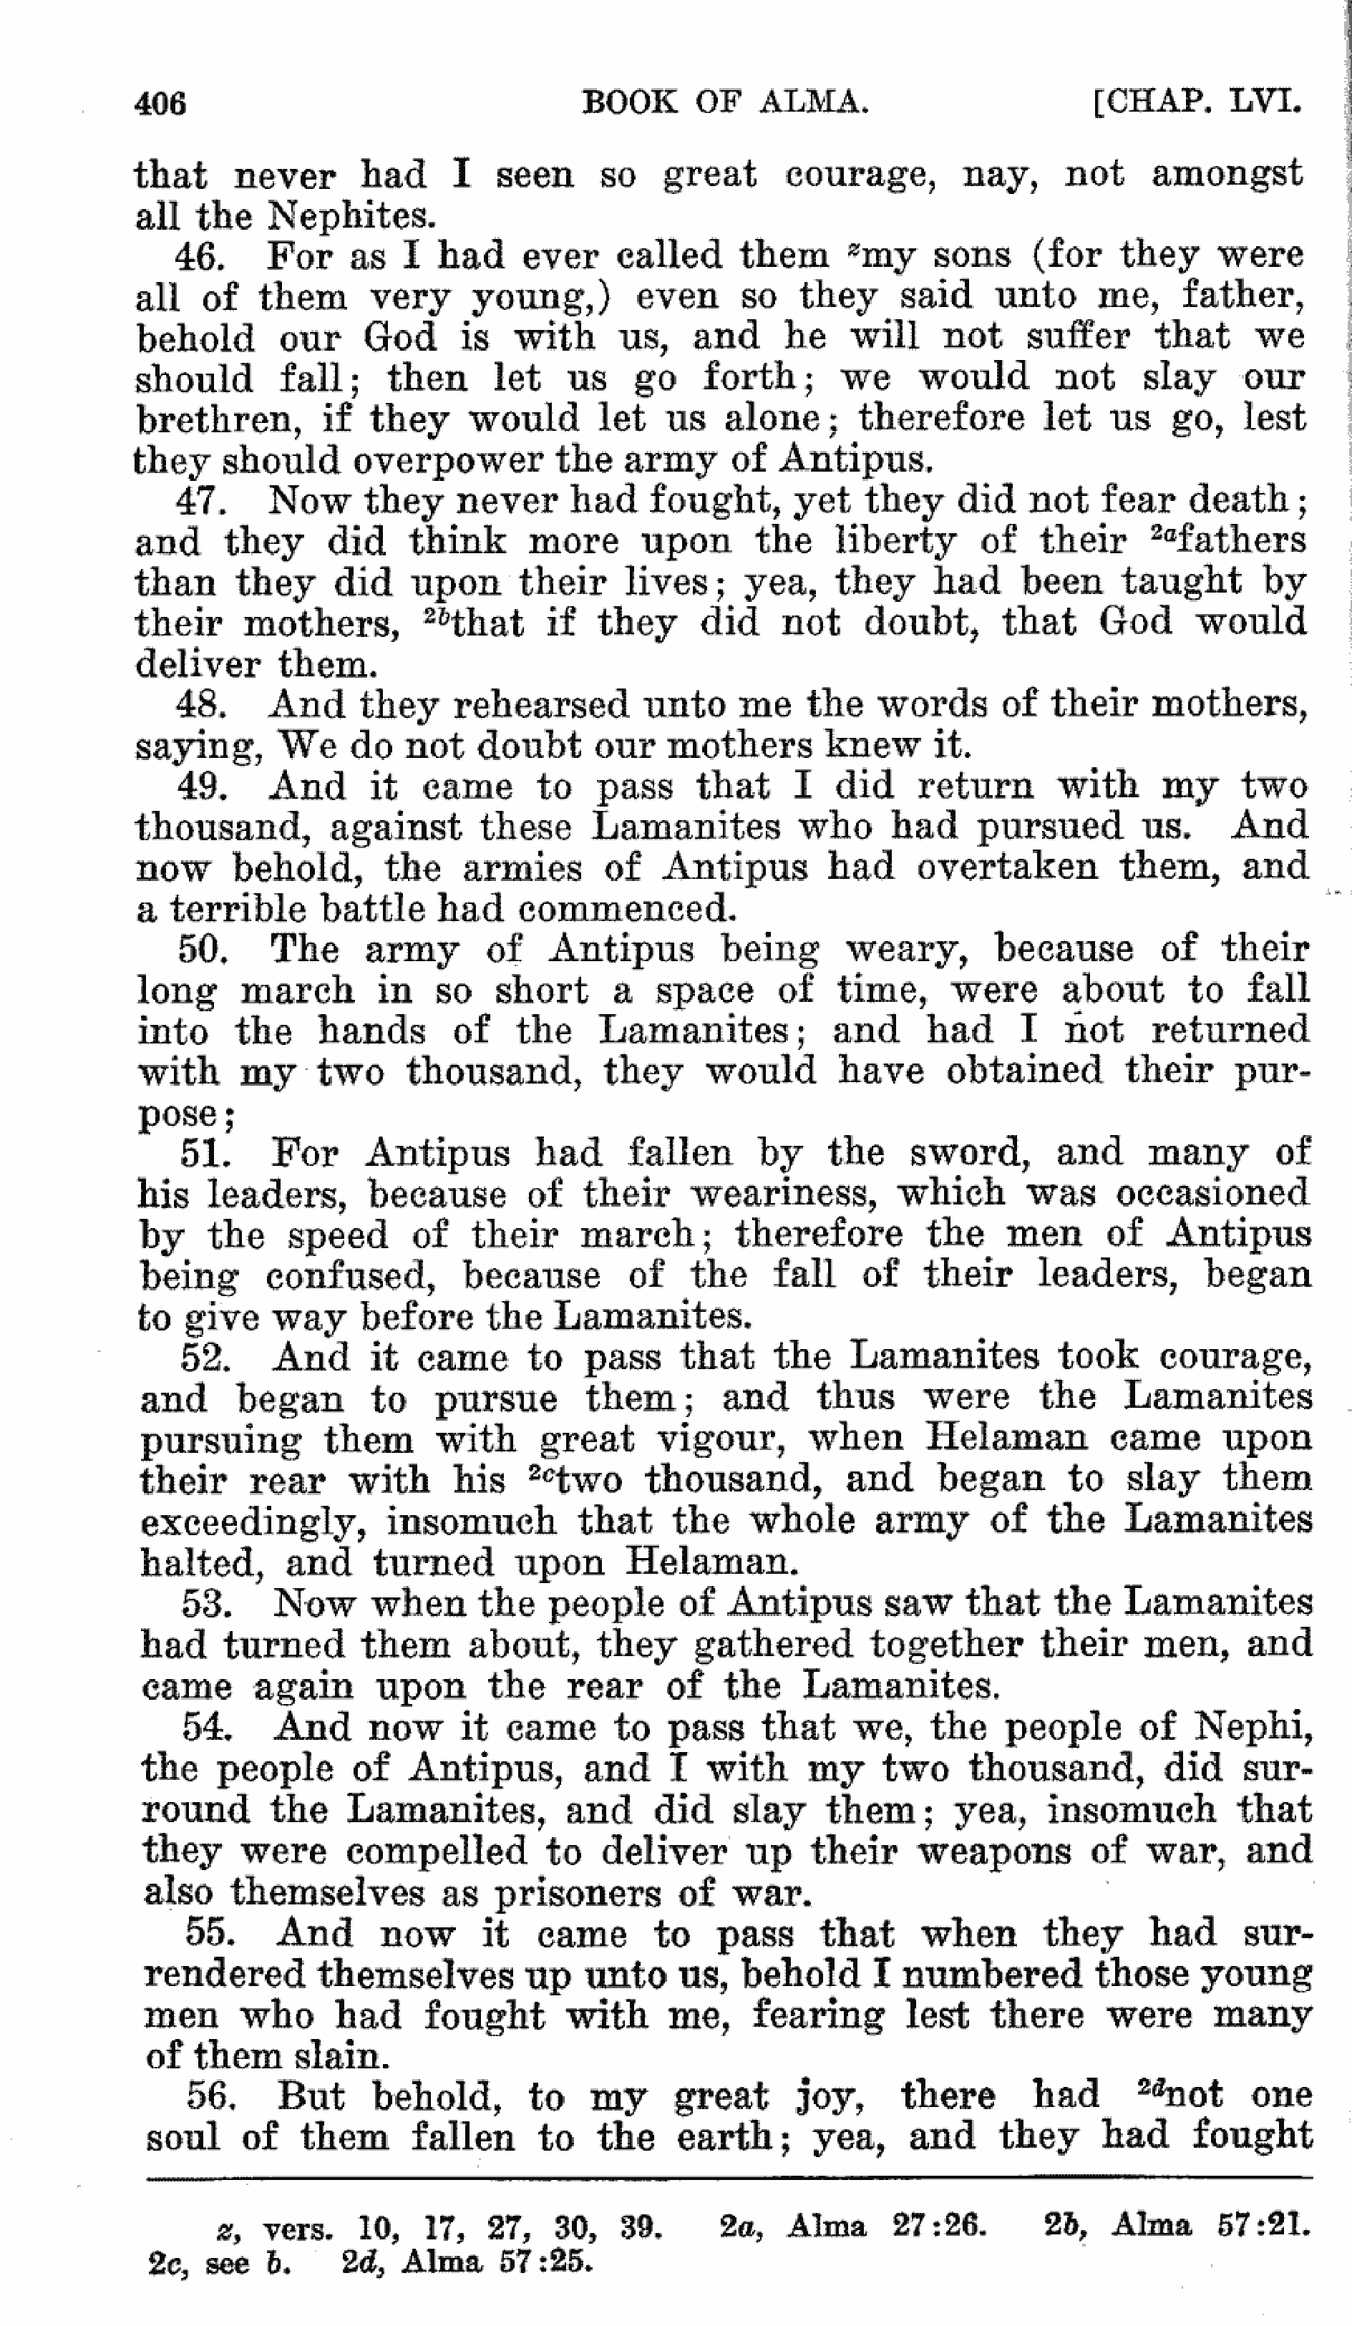 406 BOOK OF ALMA. [CHAP. LVI.
that never had I seen so great courage, nay, not amongst
all the Nephites.
46. For as I had ever called them zmy sons (for they were
all of them very young,) even so they said unto me, father,
behold our God is with us, and he will not suffer that we
should fall; then let us go forth; we would not slay our
brethren, if they would let us alone; therefore let us go, lest
they should overpower the army of Antipus.
47. Now they never had fought, yet they did not fear death;
and they did think more upon the liberty of their 2afathers
than they did upon their lives; yea, they had been taught by
their mothers, 2bthat if they did not doubt, that God would
deliver them.
48. And they rehearsed unto me the words of their mothers,
saying, We do not doubt our mothers knew it.
49. And it came to pass that I did return with my two
thousand, against these Lamanites who had pursued us. And
now behold, the armies of Antipus had overtaken them, and
a terrible battle had commenced.
50. The army of Antipus being weary, because of their
long march in so short a space of time, were about to fall
into the hands of the Lamanites; and had I not returned
with my two thousand, they would have obtained their pur-
pose;
51. For Antipus had fallen by the sword, and many of
his leaders, because of their weariness, which was occasioned
by the speed of their march; therefore the men of Antipus
being confused, because of the fall of their leaders, began
to give way before the Lamanites.
52. And it came to pass that the Lamanites took courage,
and began to pursue them; and thus were the Lamanites
pursuing them with great vigour, when Helaman came upon
their rear with his 2ctwo thousand, and began to slay them
exceedingly, insomuch that the whole army of the Lamanites
halted, and turned upon Helaman.
53. Now when the people of Antipus saw that the Lamanites
had turned them about, they gathered together their men, and
came again upon the rear of the Lamanites.
54. And now it came to pass that we, the people of Nephi,
the people of Antipus, and I with my two thousand, did sur-
round the Lamanites, and did slay them; yea, insomuch that
they were compelled to deliver up their weapons of war, and
also themselves as prisoners of war.
55. And now it came to pass that when they had sur-
rendered themselves up unto us, behold I numbered those young
men who had fought with me, fearing lest there were many
of them slain.
56. But behold, to my great joy, there had 2dnot one
soul of them fallen to the earth; yea, and they had fought
z, vers. 10, 17, 27, 30, 39. 2a, Alma 27:26. 2b, Alma 57:21.
2c, see b. 2d, Alma 57:25.